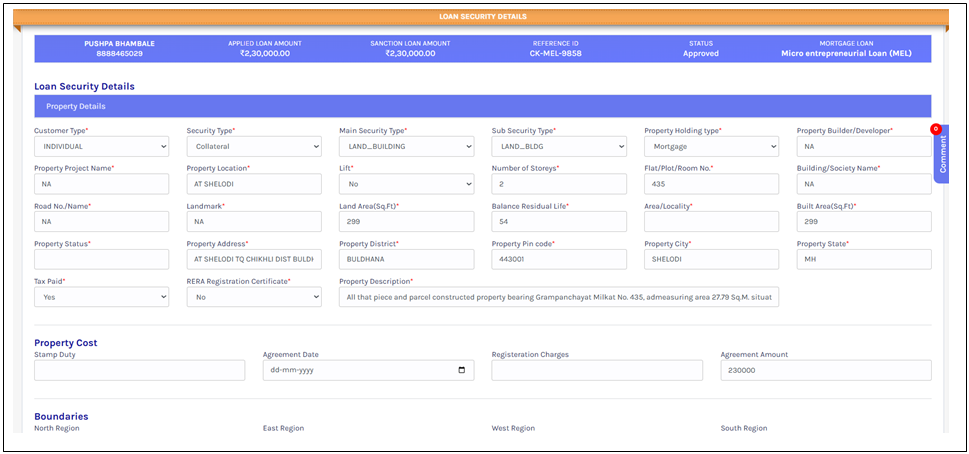 LOAN SECURITY DETAILS
PUSHPA BHAMBALE APPLIED LOAN AMOUNT SANCTION LOAN AMOUNT REFERENCE ID STATUS MORTGAGE LOAN
8888465029 ₹2,30,000.00 ₹2,30,000.00 CK-MEL-9858 Approved Micro entrepreneurial Loan (MEL)
Loan Security Details
Property Details
Customer Type* Security Type* Main Security Type* Sub Security Type* Property Holding type* Property Builder/Developer*
INDIVIDUAL Collateral LAND_BUILDING LAND_BLDG Mortgage NA
0
Comment
Property Project Name* Property Location* Lift* Number of Storeys* Flat/Plot/Room No.* Building/Society Name*
NA AT SHELODI No 2 435 NA
Road No./Name* Landmark* Land Area(Sq.Ft)* Balance Residual Life* Area/Locality* Built Area(Sq.Ft)*
NA NA 299 54 299
Property Status* Property Address* Property District* Property Pin code* Property City* Property State*
AT SHELODI TQ CHIKHLI DIST BULDH BULDHANA 443001 SHELODI MH
Tax Paid* RERA Registration Certificate* Property Description*
Yes No All that piece and parcel constructed property bearing Grampanchayat Milkat No. 435, admeasuring area 27.79 Sq.M. situat
Property Cost
Stamp Duty Agreement Date Registeration Charges Agreement Amount
dd-mm-yyyy 230000
Boundaries
North Region East Region West Region South Region